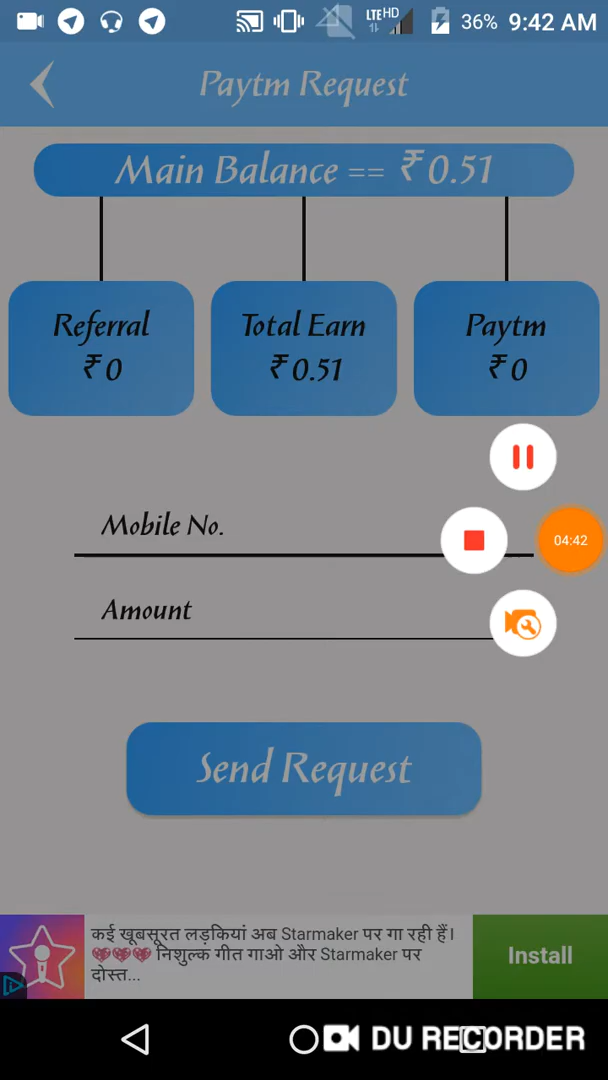 LTE HD 36% 9:42 AM
Paytm Request
Main Balance == ₹ 0.51
Referral
₹ 0
Total Earn
₹ 0.51
Paytm
₹ 0
Mobile No.
04:42
Amount
Send Request
कई खूबसूरत लड़कियां अब Starmaker पर गा रही हैं।
💖💖💖 निशुल्क गीत गाओ और Starmaker पर
दोस्त...
Install
DU RECORDER